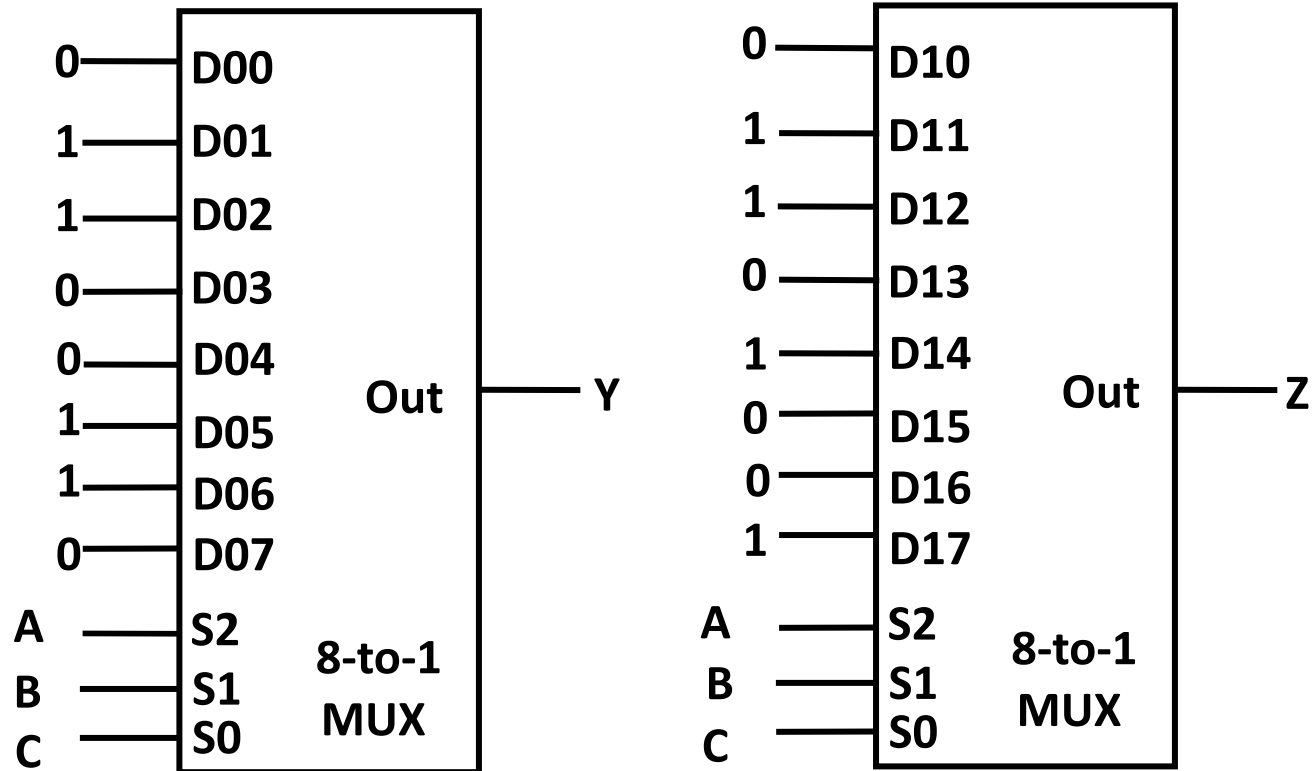 0 D00
1 D01
1 D02
0 D03
0 D04
1 D05
1 D06
0 D07
A S2
B S1
C S0
Out Y
8-to-1
MUX
0 D10
1 D11
1 D12
0 D13
1 D14
0 D15
0 D16
1 D17
A S2
B S1
C S0
Out Z
8-to-1
MUX